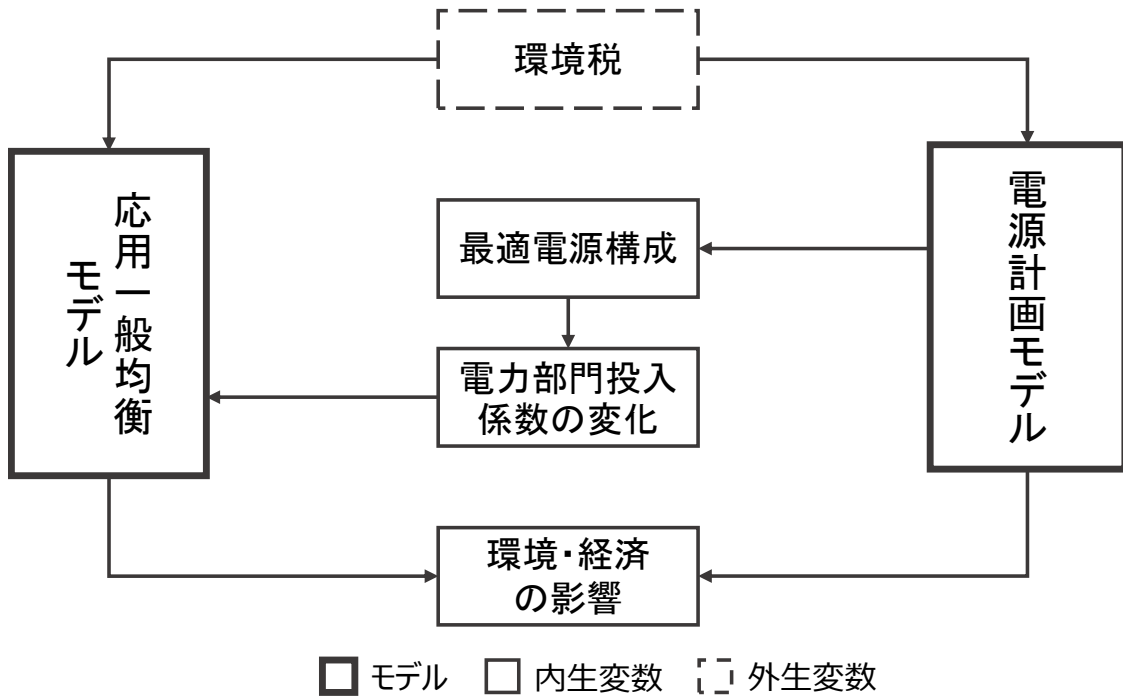 環境税
応用一般均衡
モデル
電源計画モデル
最適電源構成
電力部門投入
係数の変化
環境・経済
の影響
モデル 内生変数 外生変数